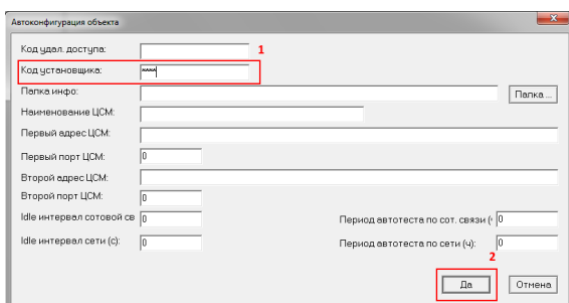 Автоконфигурация объекта
Код удал. доступа:
1
Код установщика: ****
Папка инфо:
Папка ...
Наименование ЦСМ:
Первый адрес ЦСМ:
Первый порт ЦСМ: 0
Второй адрес ЦСМ:
Второй порт ЦСМ: 0
Idle интервал сотовой св 0 Период автотеста по сот. связи (ч 0
Idle интервал сети (с): 0 Период автотеста по сети (ч): 0
2
Да Отмена